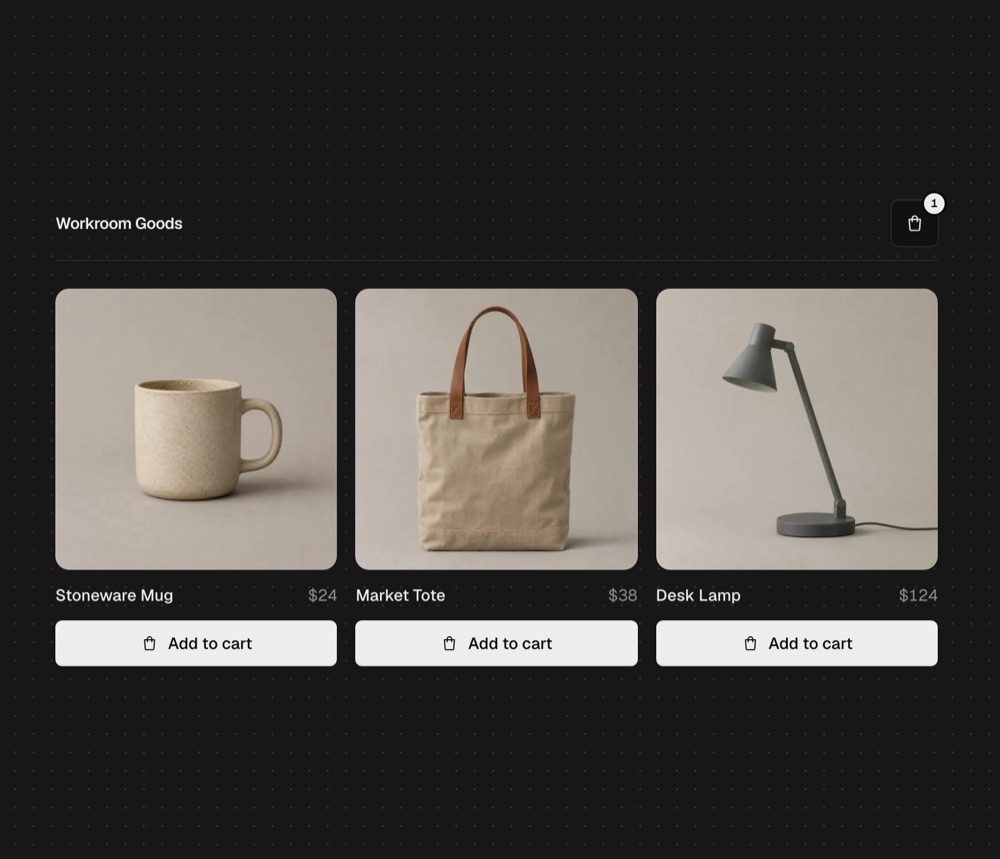 Workroom Goods
1
Stoneware Mug $24
Market Tote $38
Desk Lamp $124
Add to cart
Add to cart
Add to cart